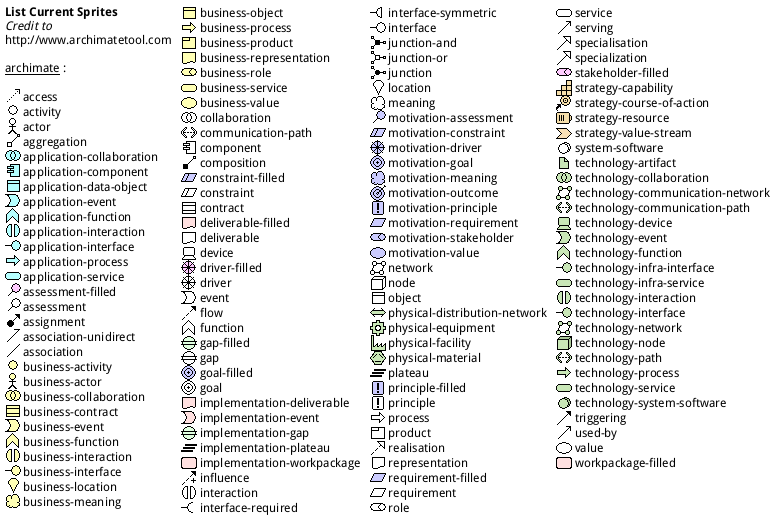 List Current Sprites
Credit to
http://www.archimatetool.com
archimate :
access
activity
actor
aggregation
application-collaboration
application-component
application-data-object
application-event
application-function
application-interaction
application-interface
application-process
application-service
assessment-filled
assessment
assignment
association-unidirect
association
business-activity
business-actor
business-collaboration
business-contract
business-event
business-function
business-interaction
business-interface
business-location
business-meaning
business-object
business-process
business-product
business-representation
business-role
business-service
business-value
collaboration
communication-path
component
composition
constraint-filled
constraint
contract
deliverable-filled
deliverable
device
driver-filled
driver
event
flow
function
gap-filled
gap
goal-filled
goal
implementation-deliverable
implementation-event
implementation-gap
implementation-plateau
implementation-workpackage
influence
interaction
interface-required
interface-symmetric
interface
junction-and
junction-or
junction
location
meaning
motivation-assessment
motivation-constraint
motivation-driver
motivation-goal
motivation-meaning
motivation-outcome
motivation-principle
motivation-requirement
motivation-stakeholder
motivation-value
network
node
object
physical-distribution-network
physical-equipment
physical-facility
physical-material
plateau
principle-filled
principle
process
product
realisation
representation
requirement-filled
requirement
role
service
serving
specialisation
specialization
stakeholder-filled
strategy-capability
strategy-course-of-action
strategy-resource
strategy-value-stream
system-software
technology-artifact
technology-collaboration
technology-communication-network
technology-communication-path
technology-device
technology-event
technology-function
technology-infra-interface
technology-infra-service
technology-interaction
technology-interface
technology-network
technology-node
technology-path
technology-process
technology-service
technology-system-software
triggering
used-by
value
workpackage-filled